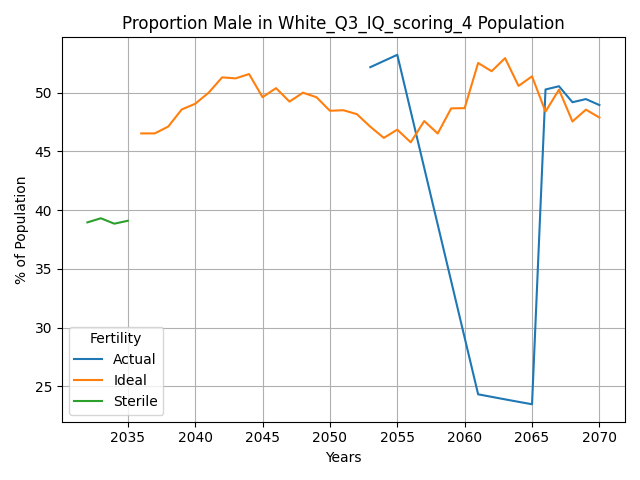 Proportion Male in White_Q3_IQ_scoring_4 Population
% of Population
50
45
40
35
30
25
Fertility
Actual
Ideal
Sterile
2035 2040 2045 2050 2055 2060 2065 2070
Years